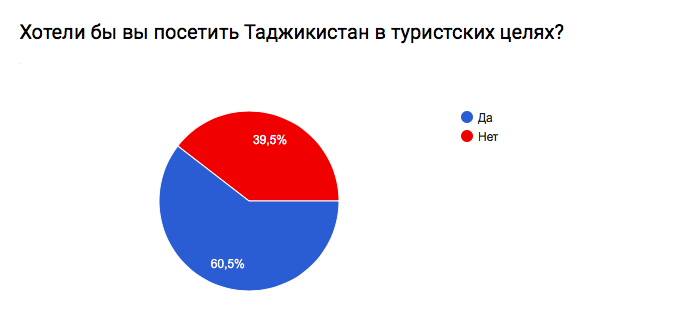 Хотели бы вы посетить Таджикистан в туристских целях?
Да
Нет
39,5%
60,5%